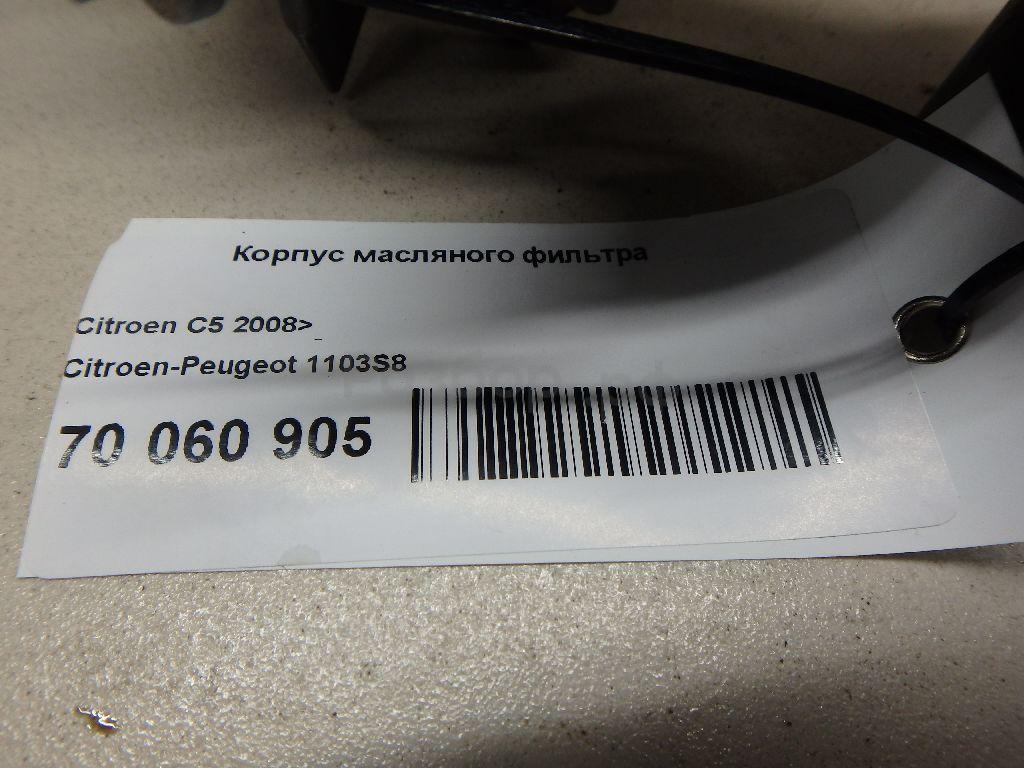 Корпус масляного фильтра
Citroen C5 2008>
Citroen-Peugeot 1103S8
70 060 905